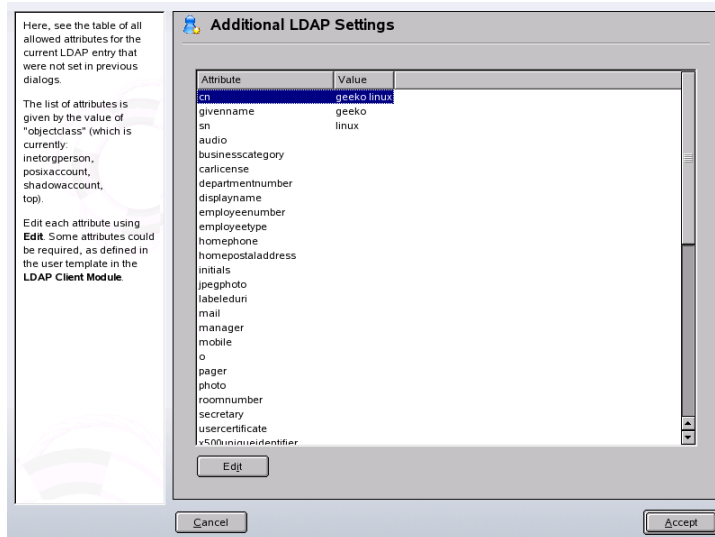 Here, see the table of all
allowed attributes for the
current LDAP entry that
were not set in previous
dialogs.
The list of attributes is
given by the value of
"objectclass" (which is
currently:
inetorgperson,
posixaccount,
shadowaccount,
top).
Edit each attribute using
Edit. Some attributes could
be required, as defined in
the user template in the
LDAP Client Module.
Additional LDAP Settings
Attribute Value
cn geeko linux
givenname geeko
sn linux
audio
businesscategory
carlicense
departmentnumber
displayname
employeenumber
employeetype
homephone
homepostaladdress
initials
jpegphoto
labeleduri
mail
manager
mobile
o
pager
photo
roomnumber
secretary
usercertificate
x500uniqueidentifier
Edit
Cancel Accept